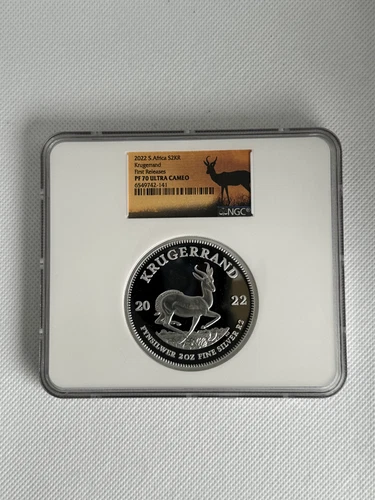 2022 S.Africa S2KR
Krugerrand
First Releases
PF 70 ULTRA CAMEO
6549742-141
NGC
KRUGERRAND
20 22
FYNSILWER 2OZ FINE SILVER R2